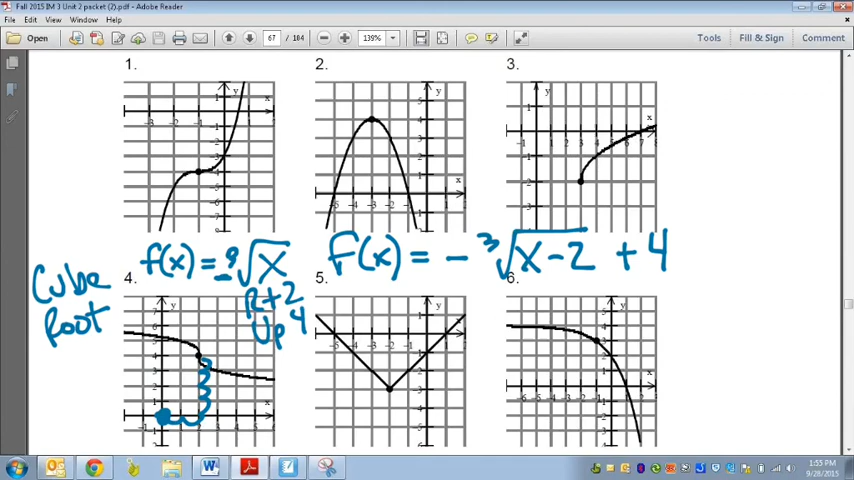 Fall 2015 IM 3 Unit 2 packet (2).pdf - Adobe Reader
File Edit View Window Help
Open 67 / 184 139% Tools Fill & Sign Comment
1. 2. 3.
f(x) = -∛x
f(x) = -∛x-2 + 4
Cube
Root
R+2
Up 4
4. 5. 6.
1:55 PM
9/28/2015